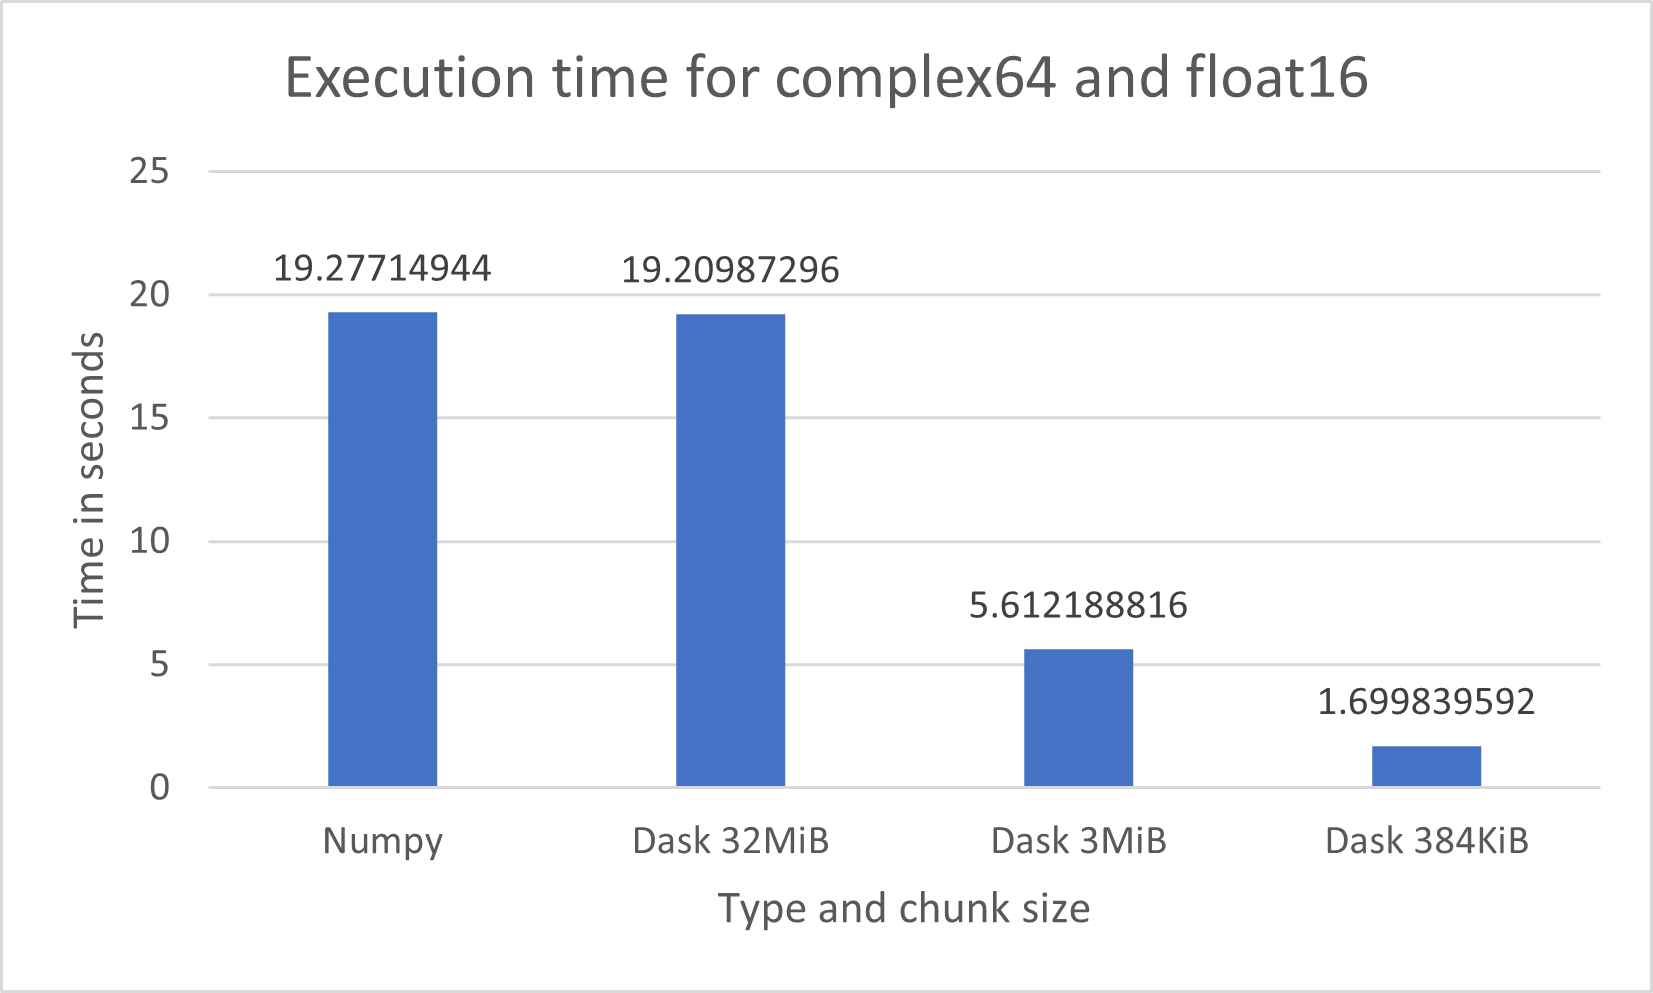 Execution time for complex64 and float16
25
20
15
10
5
0
Time in seconds
19.27714944
19.20987296
5.612188816
1.699839592
Numpy
Dask 32MiB
Dask 3MiB
Dask 384KiB
Type and chunk size